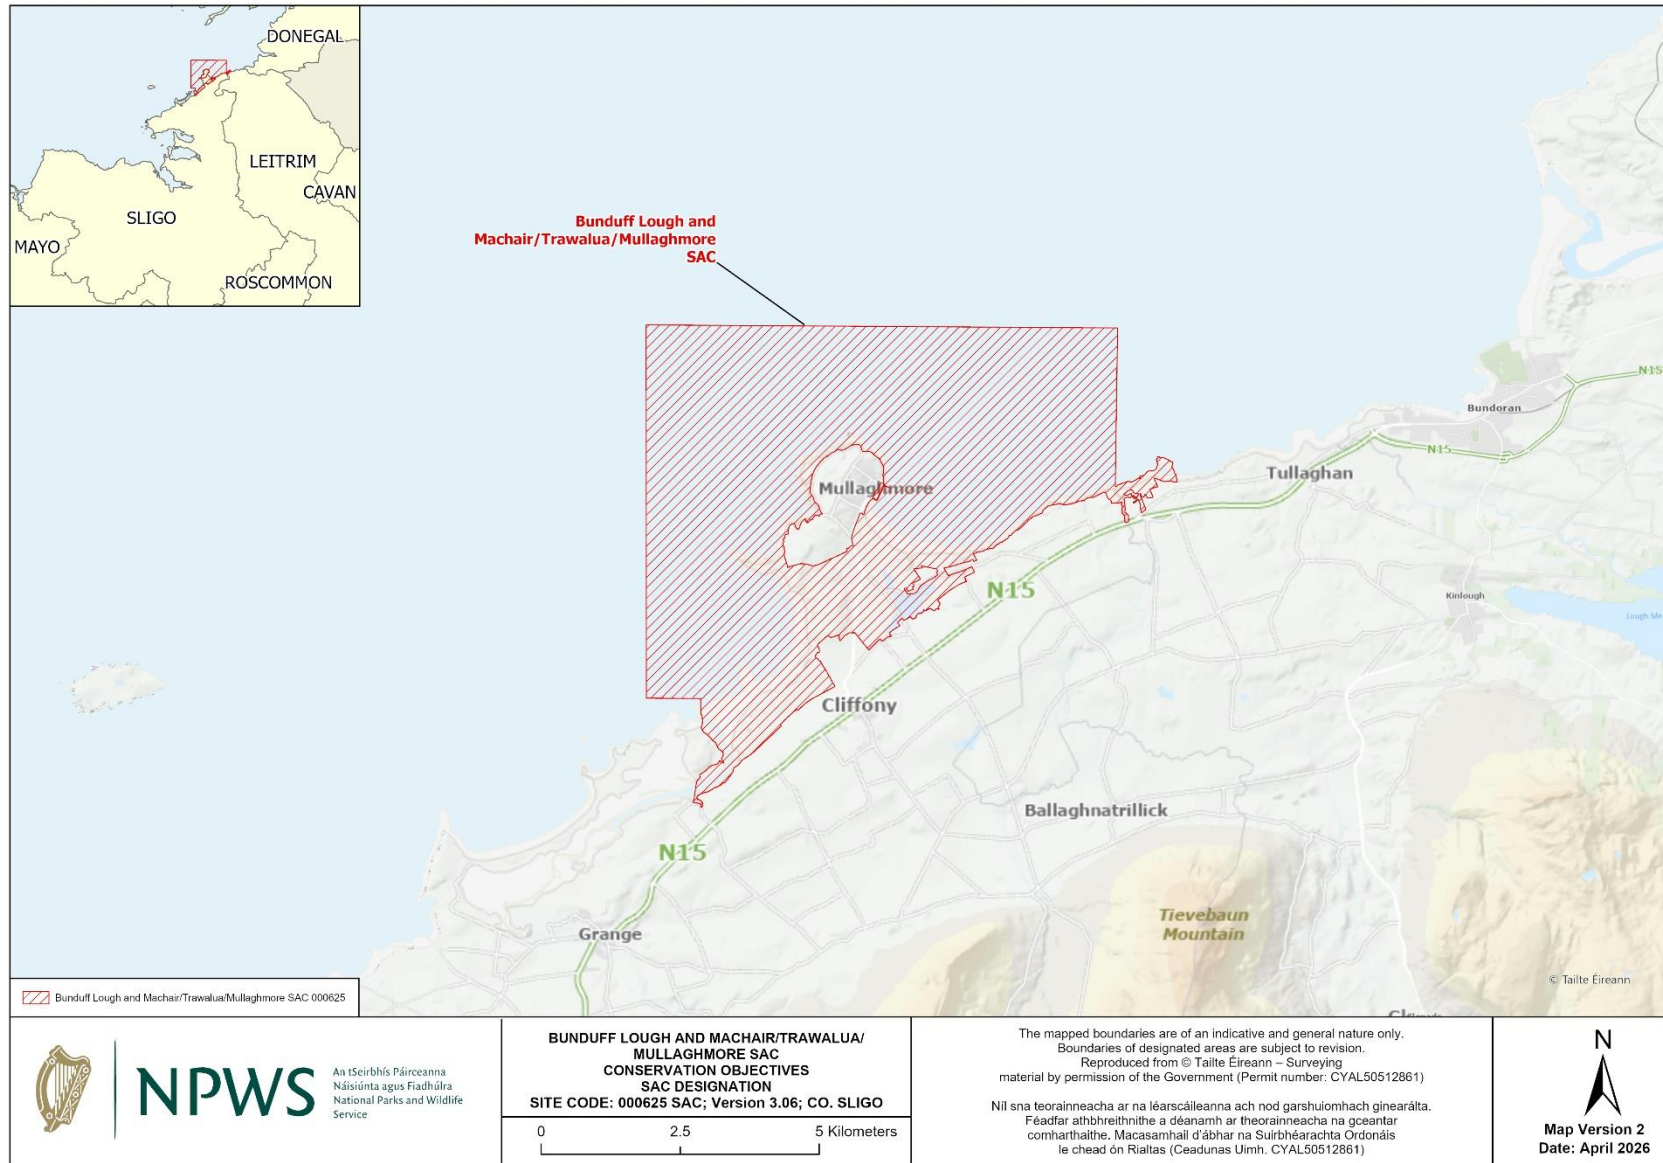 DONEGAL
LEITRIM
CAVAN
SLIGO
MAYO
ROSCOMMON
Bunduff Lough and
Machair/Trawalua/Mullaghmore
SAC
N15
Bundoran
N15
Tullaghan
Mullaghmore
N15
Kinlough
Cliffony
Ballaghnatrillick
N15
Tievebaun
Mountain
Grange
© Tailte Éireann
Bunduff Lough and Machair/Trawalua/Mullaghmore SAC 000625
NPWS
An tSeirbhís Páirceanna
Náisiúnta agus Fiadhúlra
National Parks and Wildlife
Service
BUNDUFF LOUGH AND MACHAIR/TRAWALUA/
MULLAGHMORE SAC
CONSERVATION OBJECTIVES
SAC DESIGNATION
SITE CODE: 000625 SAC; Version 3.06; CO. SLIGO
0 2.5 5 Kilometers
The mapped boundaries are of an indicative and general nature only.
Boundaries of designated areas are subject to revision.
Reproduced from © Tailte Éireann – Surveying
material by permission of the Government (Permit number: CYAL50512861)
Níl sna teorainneacha ar na léarscáileanna ach nod garshuiomhach ginearálta.
Féadfar athbhreithnithe a déanamh ar theorainneacha na gceantar
comharthaithe. Macasamhail d'ábhar na Suirbhéarachta Ordonáis
le chead ón Rialtas (Ceadunas Uimh. CYAL50512861)
N
Map Version 2
Date: April 2026